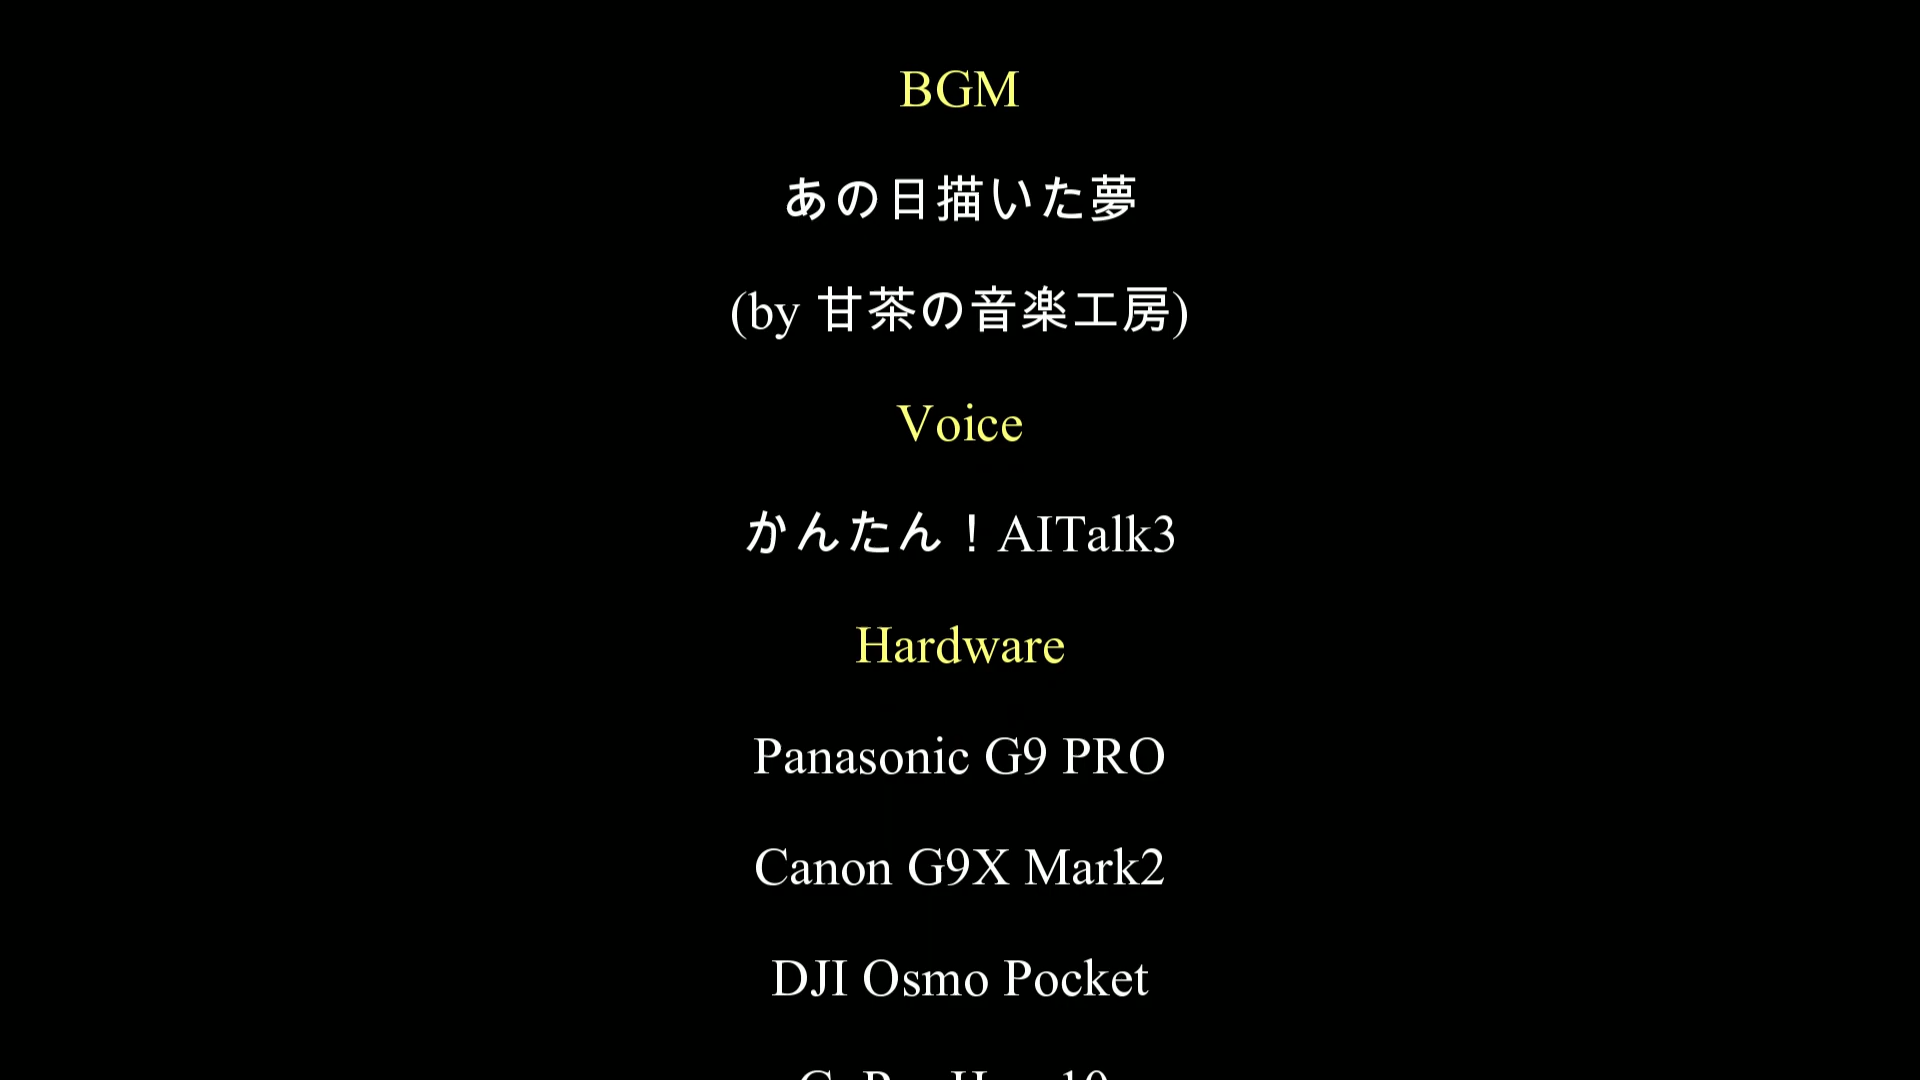 BGM
あの日描いた夢
(by 甘茶の音楽工房)
Voice
かんたん！AITalk3
Hardware
Panasonic G9 PRO
Canon G9X Mark2
DJI Osmo Pocket